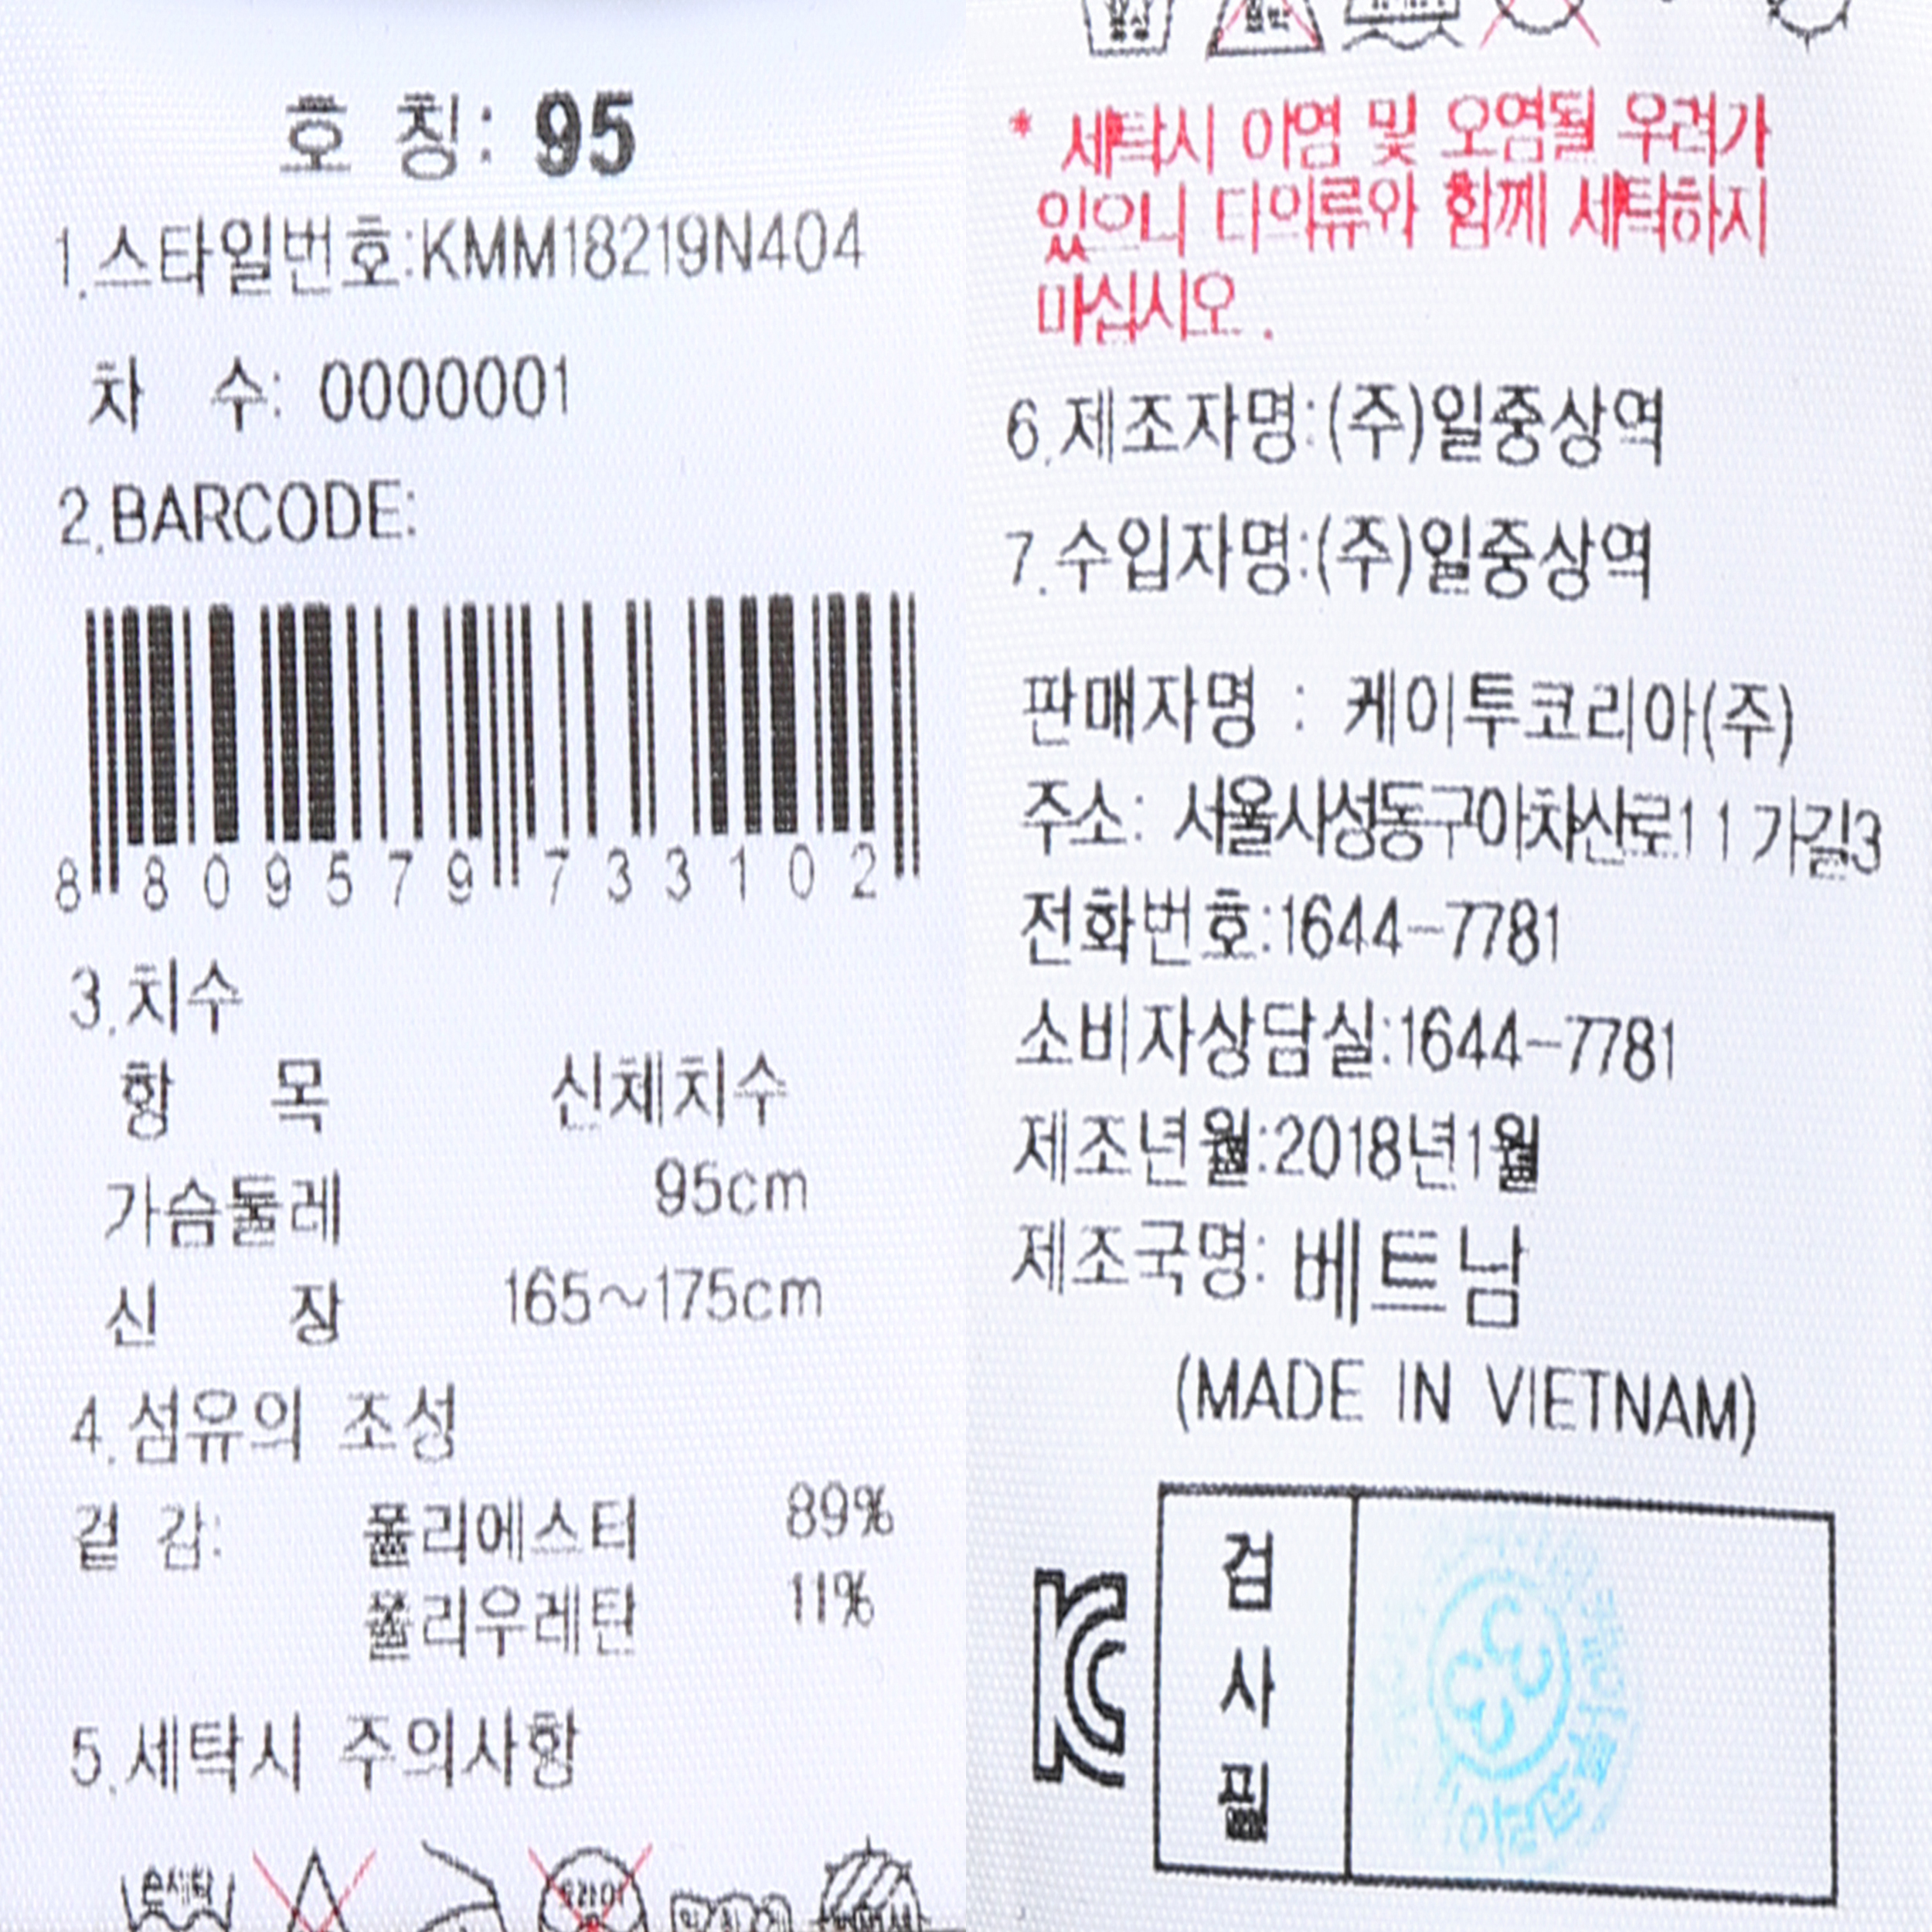 호 칭: 95
1.스타일번호:KMM18219N404
차 수: 0000001
2.BARCODE:
8 809579 733102
3.치수
항 목 신체치수
가슴둘레 95cm
신 장 165~175cm
4.섬유의 조성
겉 감: 폴리에스터 89%
폴리우레탄 11%
5.세탁시 주의사항
손세탁
* 세탁시 이염 및 오염될 우려가
있으니 타의류와 함께 세탁하지
마십시오.
6.제조자명:(주)일중상역
7.수입자명:(주)일중상역
판매자명 : 케이투코리아(주)
주소: 서울시성동구아차산로11가길3
전화번호:1644-7781
소비자상담실:1644-7781
제조년월:2018년1월
제조국명: 베트남
(MADE IN VIETNAM)
KC
검
사
필